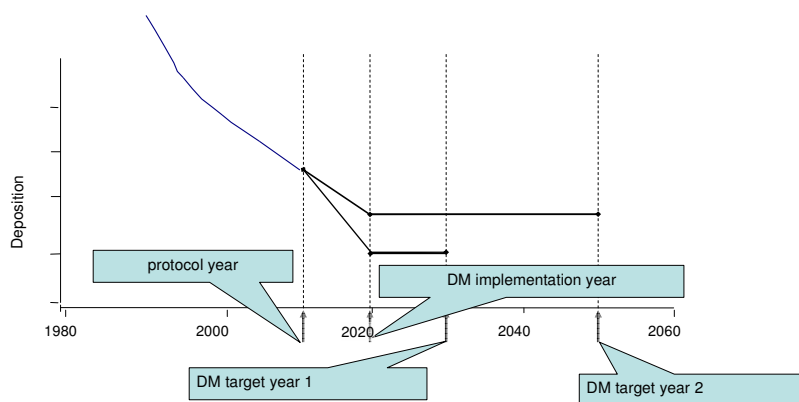 Deposition
protocol year
DM implementation year
1980 2000 2020 2040 2060
DM target year 1
DM target year 2